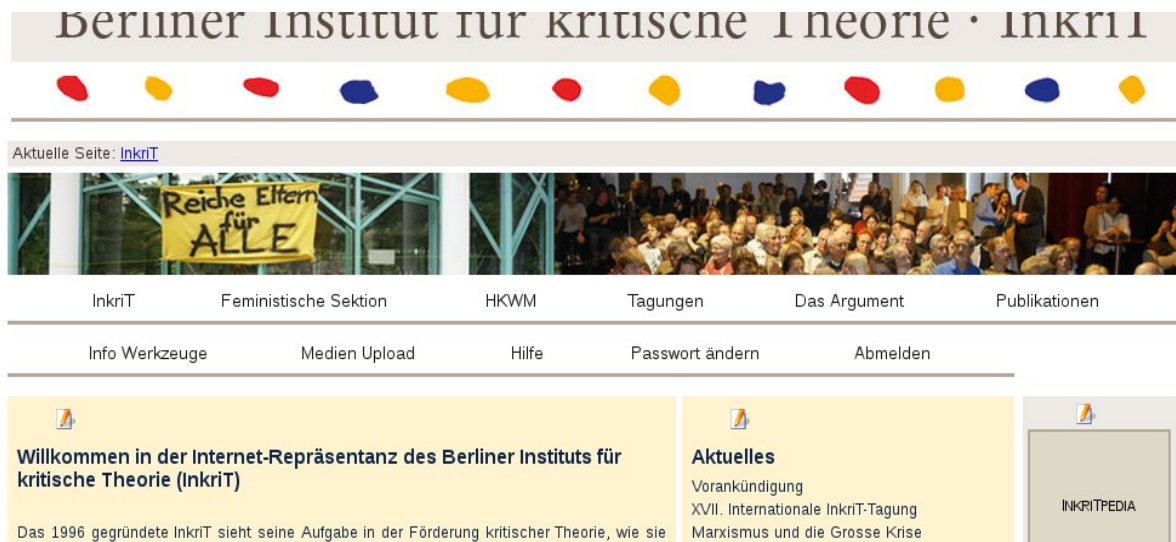 Berliner Institut für kritische Theorie · InkriT
Aktuelle Seite: InkriT
Reiche Eltern
für
ALLE
InkriT Feministische Sektion HKWM Tagungen Das Argument Publikationen
Info Werkzeuge Medien Upload Hilfe Passwort ändern Abmelden
Willkommen in der Internet-Repräsentanz des Berliner Instituts für
kritische Theorie (InkriT)
Das 1996 gegründete InkriT sieht seine Aufgabe in der Förderung kritischer Theorie, wie sie
Aktuelles
Vorankündigung
XVII. Internationale InkriT-Tagung
Marxismus und die Grosse Krise
INKRITPEDIA